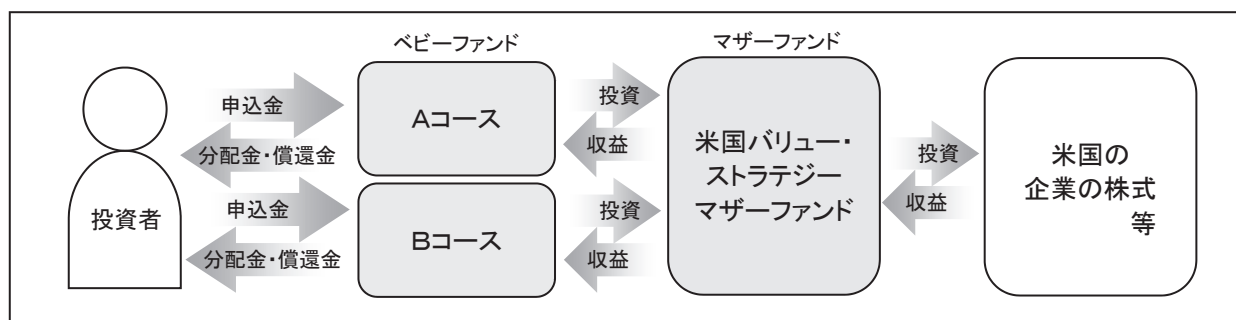 ベビーファンド
マザーファンド
申込金
分配金・償還金
申込金
分配金・償還金
投資者
Aコース
Bコース
投資
収益
投資
収益
米国バリュー・
ストラテジー
マザーファンド
投資
収益
米国の
企業の株式
等